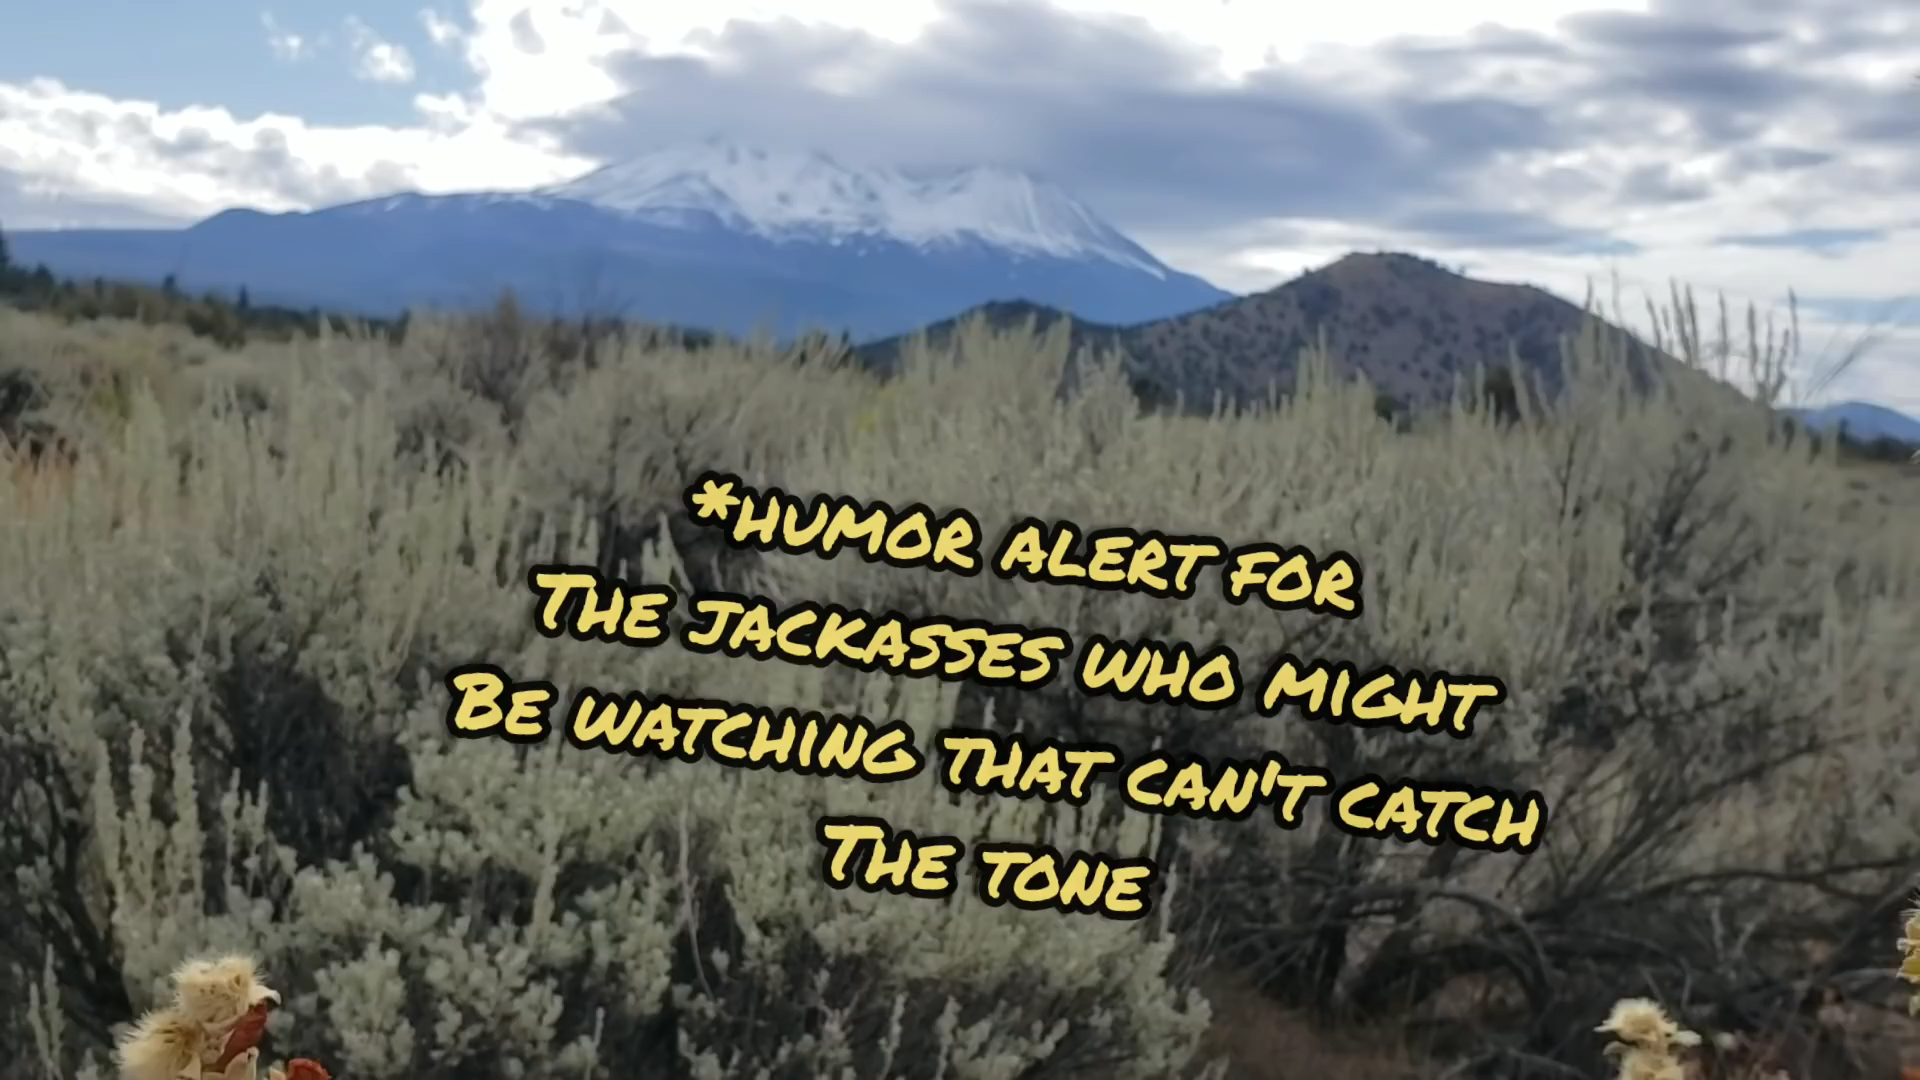 *HUMOR ALERT FOR
THE JACKASSES WHO MIGHT
BE WATCHING THAT CAN'T CATCH
THE TONE